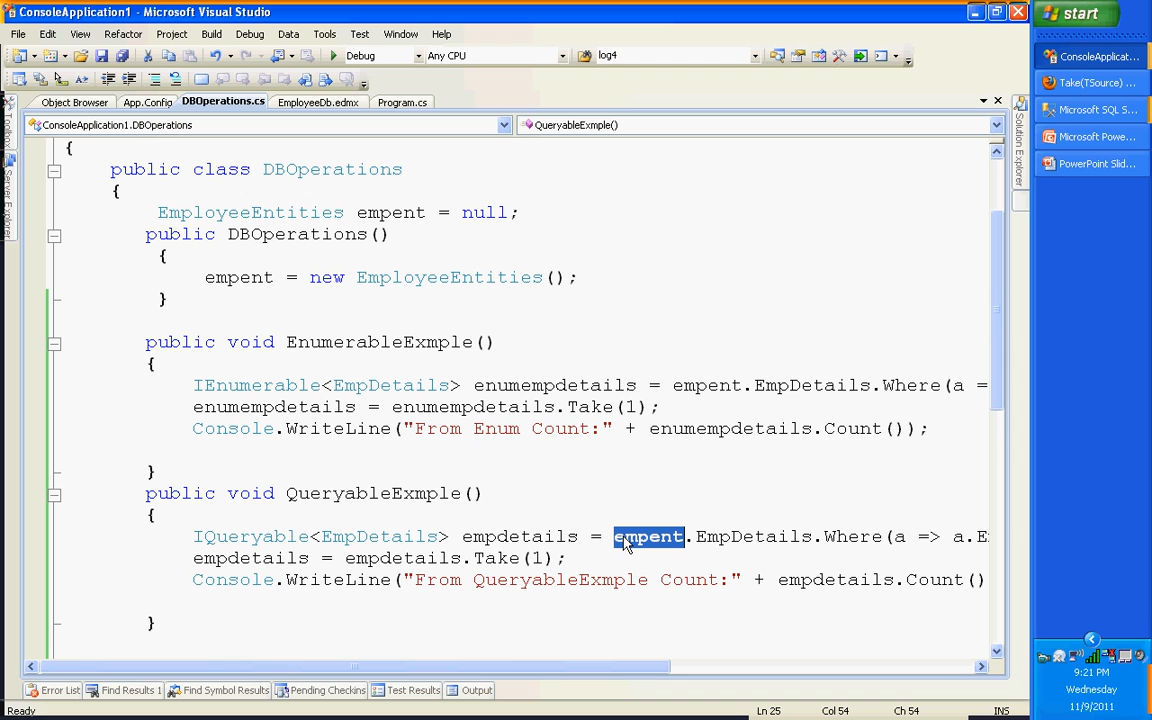 ConsoleApplication1 - Microsoft Visual Studio
start
File Edit View Refactor Project Build Debug Data Tools Test Window Help
Debug Any CPU log4
ConsoleApplicat...
Take(TSource) ...
Microsoft SQL S...
Microsoft Powe...
PowerPoint Slid...
Object Browser App.Config DBOperations.cs EmployeeDb.edmx Program.cs
ConsoleApplication1.DBOperations QueryableExmple()
Toolbox
Server Explorer
Solution Explorer
{
public class DBOperations
{
EmployeeEntities empent = null;
public DBOperations()
{
empent = new EmployeeEntities();
}
public void EnumerableExmple()
{
IEnumerable<EmpDetails> enumempdetails = empent.EmpDetails.Where(a =
enumempdetails = enumempdetails.Take(1);
Console.WriteLine("From Enum Count:" + enumempdetails.Count());
}
public void QueryableExmple()
{
IQueryable<EmpDetails> empdetails = empent.EmpDetails.Where(a => a.E
empdetails = empdetails.Take(1);
Console.WriteLine("From QueryableExmple Count:" + empdetails.Count()
}
Error List Find Results 1 Find Symbol Results Pending Checkins Test Results Output
Ready Ln 25 Col 54 Ch 54 INS
9:21 PM
Wednesday
11/9/2011